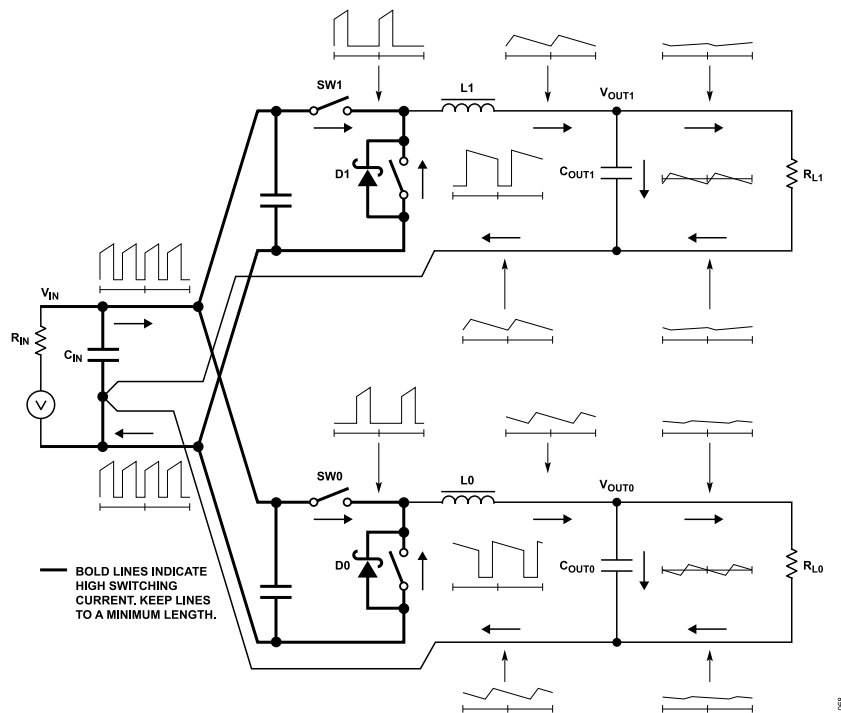 SW1
L1
VOUT1
D1
COUT1
RL1
VIN
RIN
CIN
V
SW0
L0
VOUT0
D0
COUT0
RL0
BOLD LINES INDICATE
HIGH SWITCHING
CURRENT. KEEP LINES
TO A MINIMUM LENGTH.
068